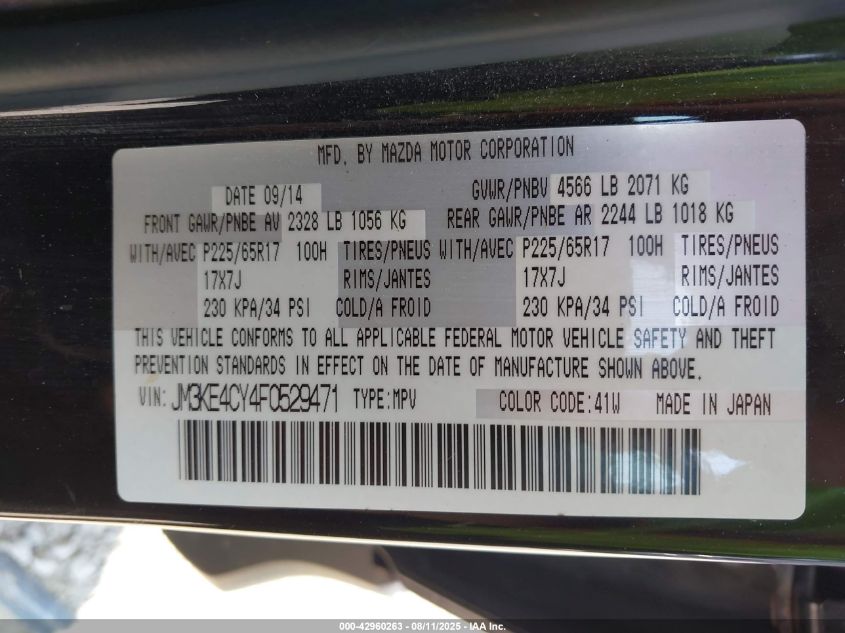 MFD. BY MAZDA MOTOR CORPORATION
DATE 09/14 GVWR/PNBV 4566 LB 2071 KG
FRONT GAWR/PNBE AV 2328 LB 1056 KG REAR GAWR/PNBE AR 2244 LB 1018 KG
WITH/AVEC P225/65R17 100H TIRES/PNEUS WITH/AVEC P225/65R17 100H TIRES/PNEUS
17X7J RIMS/JANTES 17X7J RIMS/JANTES
230 KPA/34 PSI COLD/A FROID 230 KPA/34 PSI COLD/A FROID
THIS VEHICLE CONFORMS TO ALL APPLICABLE FEDERAL MOTOR VEHICLE SAFETY AND THEFT
PREVENTION STANDARDS IN EFFECT ON THE DATE OF MANUFACTURE SHOWN ABOVE.
VIN: JM3KE4CY4F0529471 TYPE:MPV COLOR CODE:41W MADE IN JAPAN
000-42960263 - 08/11/2025 - IAA Inc.